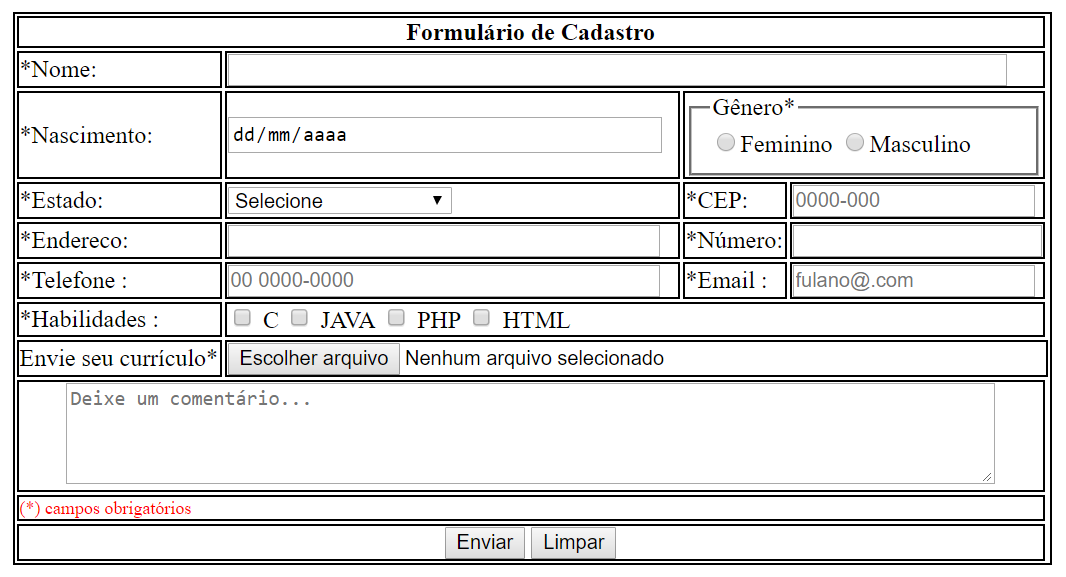 Formulário de Cadastro
*Nome:
*Nascimento: dd/mm/aaaa Gênero*
Feminino Masculino
*Estado: Selecione *CEP: 0000-000
*Endereco: *Número:
*Telefone : 00 0000-0000 *Email : fulano@.com
*Habilidades : C JAVA PHP HTML
Envie seu currículo* Escolher arquivo Nenhum arquivo selecionado
Deixe um comentário...
(*) campos obrigatórios
Enviar Limpar